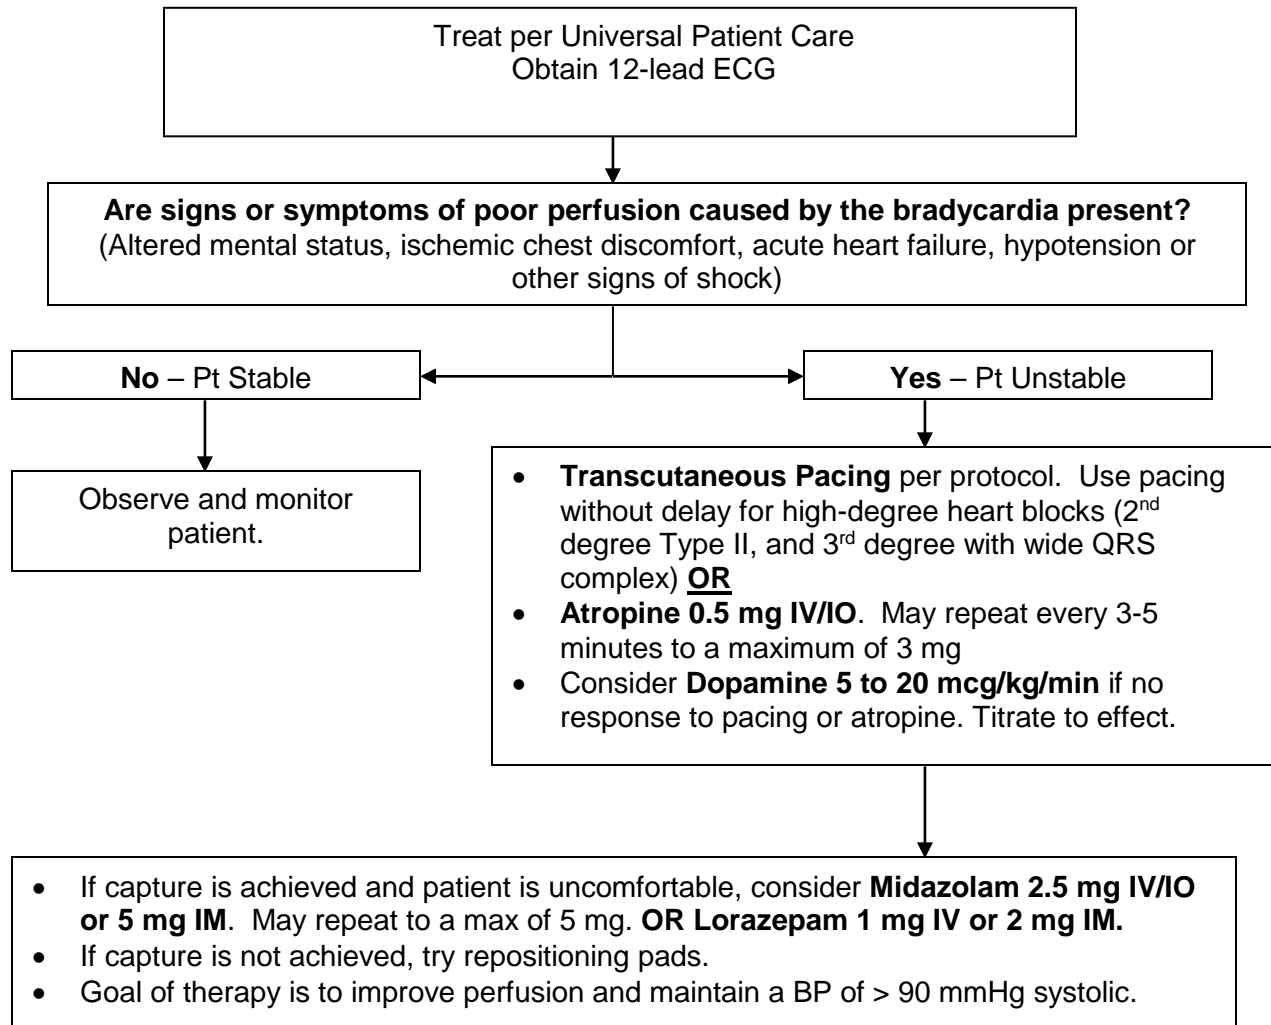 Treat per Universal Patient Care
Obtain 12-lead ECG
Are signs or symptoms of poor perfusion caused by the bradycardia present?
(Altered mental status, ischemic chest discomfort, acute heart failure, hypotension or
other signs of shock)
No – Pt Stable
Yes – Pt Unstable
Observe and monitor
patient.
• Transcutaneous Pacing per protocol.  Use pacing
without delay for high-degree heart blocks (2nd
degree Type II, and 3rd degree with wide QRS
complex) OR
• Atropine 0.5 mg IV/IO.  May repeat every 3-5
minutes to a maximum of 3 mg
• Consider Dopamine 5 to 20 mcg/kg/min if no
response to pacing or atropine. Titrate to effect.
• If capture is achieved and patient is uncomfortable, consider Midazolam 2.5 mg IV/IO
or 5 mg IM.  May repeat to a max of 5 mg. OR Lorazepam 1 mg IV or 2 mg IM.
• If capture is not achieved, try repositioning pads.
• Goal of therapy is to improve perfusion and maintain a BP of > 90 mmHg systolic.